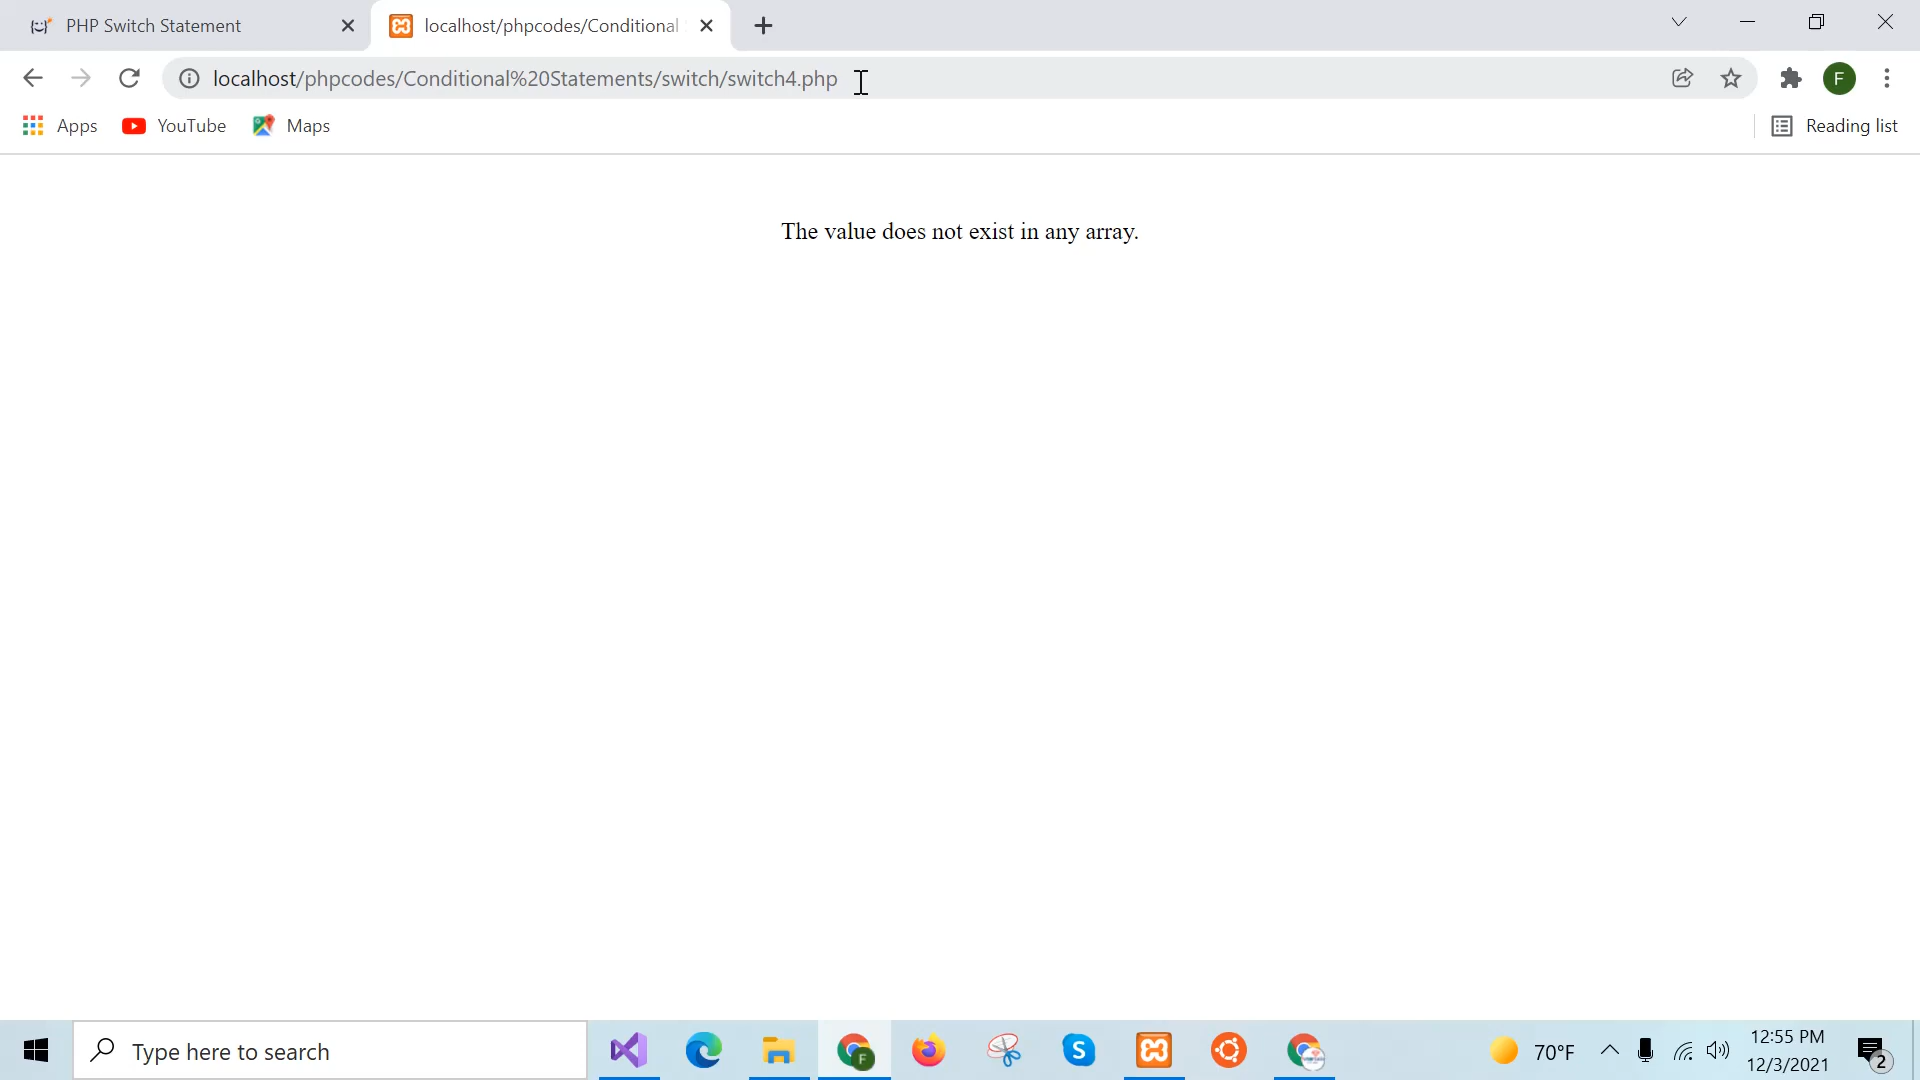 PHP Switch Statement
localhost/phpcodes/Conditional
localhost/phpcodes/Conditional%20Statements/switch/switch4.php
F
Apps
YouTube
Maps
Reading list
The value does not exist in any array.
Type here to search
F
S
70°F
12:55 PM
12/3/2021
2